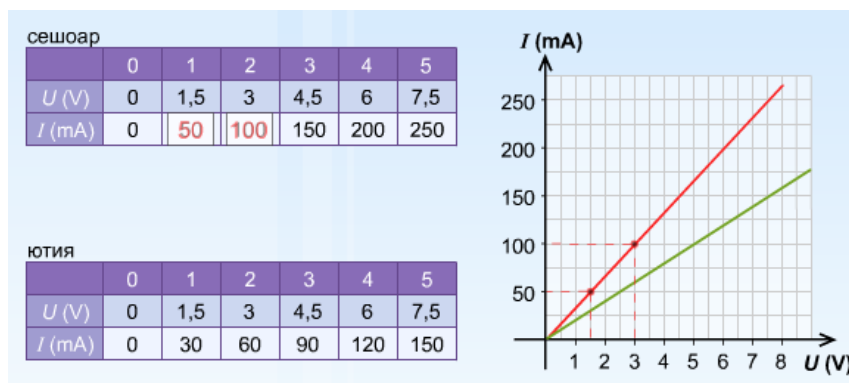 сешоар
0 1 2 3 4 5
U (V) 0 1,5 3 4,5 6 7,5
I (mA) 0 50 100 150 200 250
ютия
0 1 2 3 4 5
U (V) 0 1,5 3 4,5 6 7,5
I (mA) 0 30 60 90 120 150
I (mA)
250
200
150
100
50
1 2 3 4 5 6 7 8 U (V)